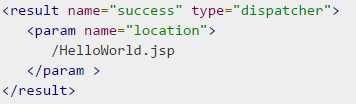 <result name="success" type="dispatcher">
   <param name="location">
      /HelloWorld.jsp
   </param >
</result>